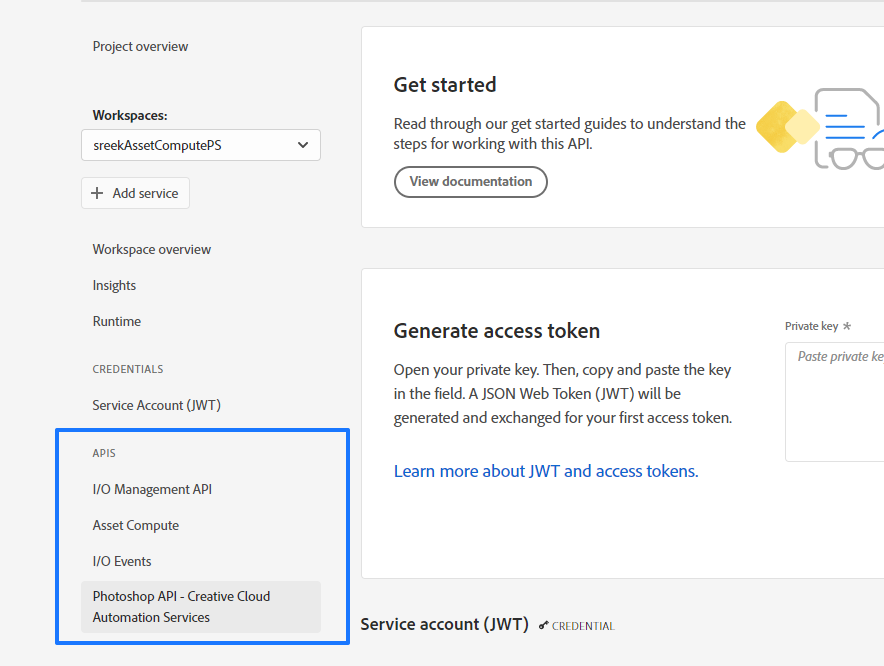 Project overview
Workspaces:
sreekAssetComputePS
Add service
Workspace overview
Insights
Runtime
CREDENTIALS
Service Account (JWT)
APIS
I/O Management API
Asset Compute
I/O Events
Photoshop API - Creative Cloud
Automation Services
Get started
Read through our get started guides to understand the
steps for working with this API.
View documentation
Generate access token
Open your private key. Then, copy and paste the key
in the field. A JSON Web Token (JWT) will be
generated and exchanged for your first access token.
Learn more about JWT and access tokens.
Private key *
Paste private key
Service account (JWT) CREDENTIAL